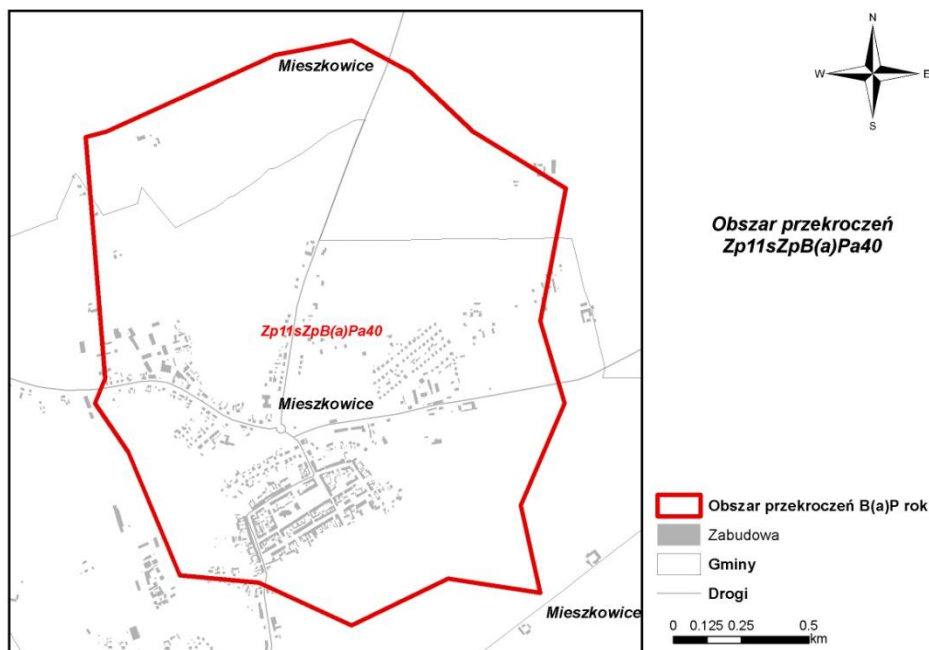 Mieszkowice
Zp11sZpB(a)Pa40
Mieszkowice
Mieszkowice
N
W
E
S
Obszar przekroczeń
Zp11sZpB(a)Pa40
Obszar przekroczeń B(a)P rok
Zabudowa
Gminy
Drogi
0 0.125 0.25 0.5
km